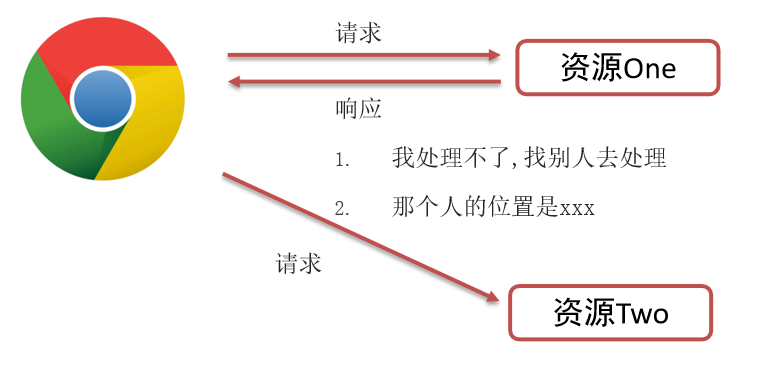 请求
资源One
响应
1. 我处理不了,找别人去处理
2. 那个人的位置是xxx
请求
资源Two